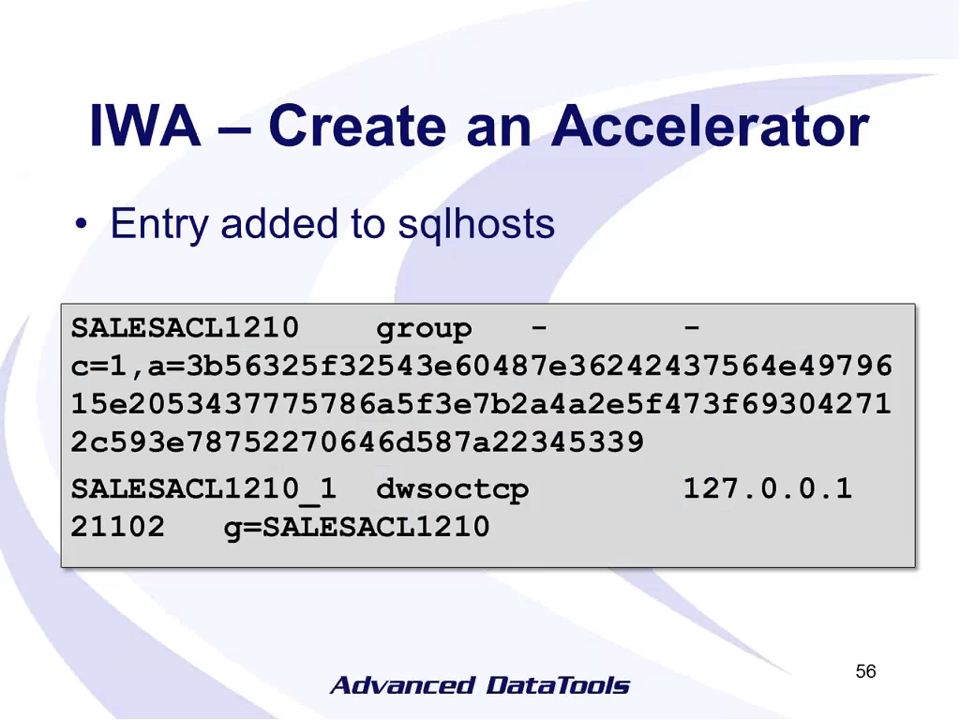 IWA – Create an Accelerator
• Entry added to sqlhosts
SALESACL1210 group - -
c=1,a=3b56325f32543e60487e36242437564e49796
15e2053437775786a5f3e7b2a4a2e5f473f69304271
2c593e78752270646d587a22345339
SALESACL1210_1 dwsoctcp 127.0.0.1
21102 g=SALESACL1210
56
Advanced DataTools